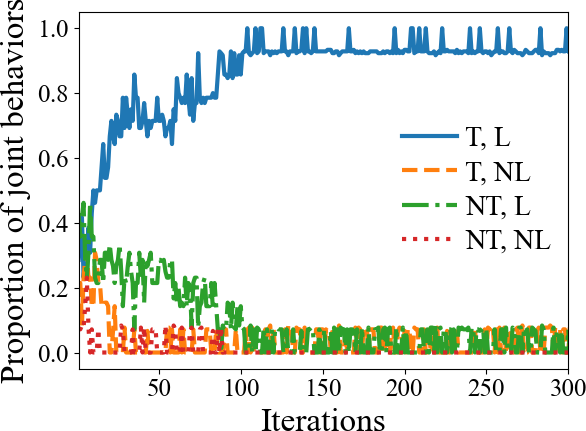 Proportion of joint behaviors
1.0
0.8
0.6
0.4
0.2
0.0
T, L
T, NL
NT, L
NT, NL
50 100 150 200 250 300
Iterations